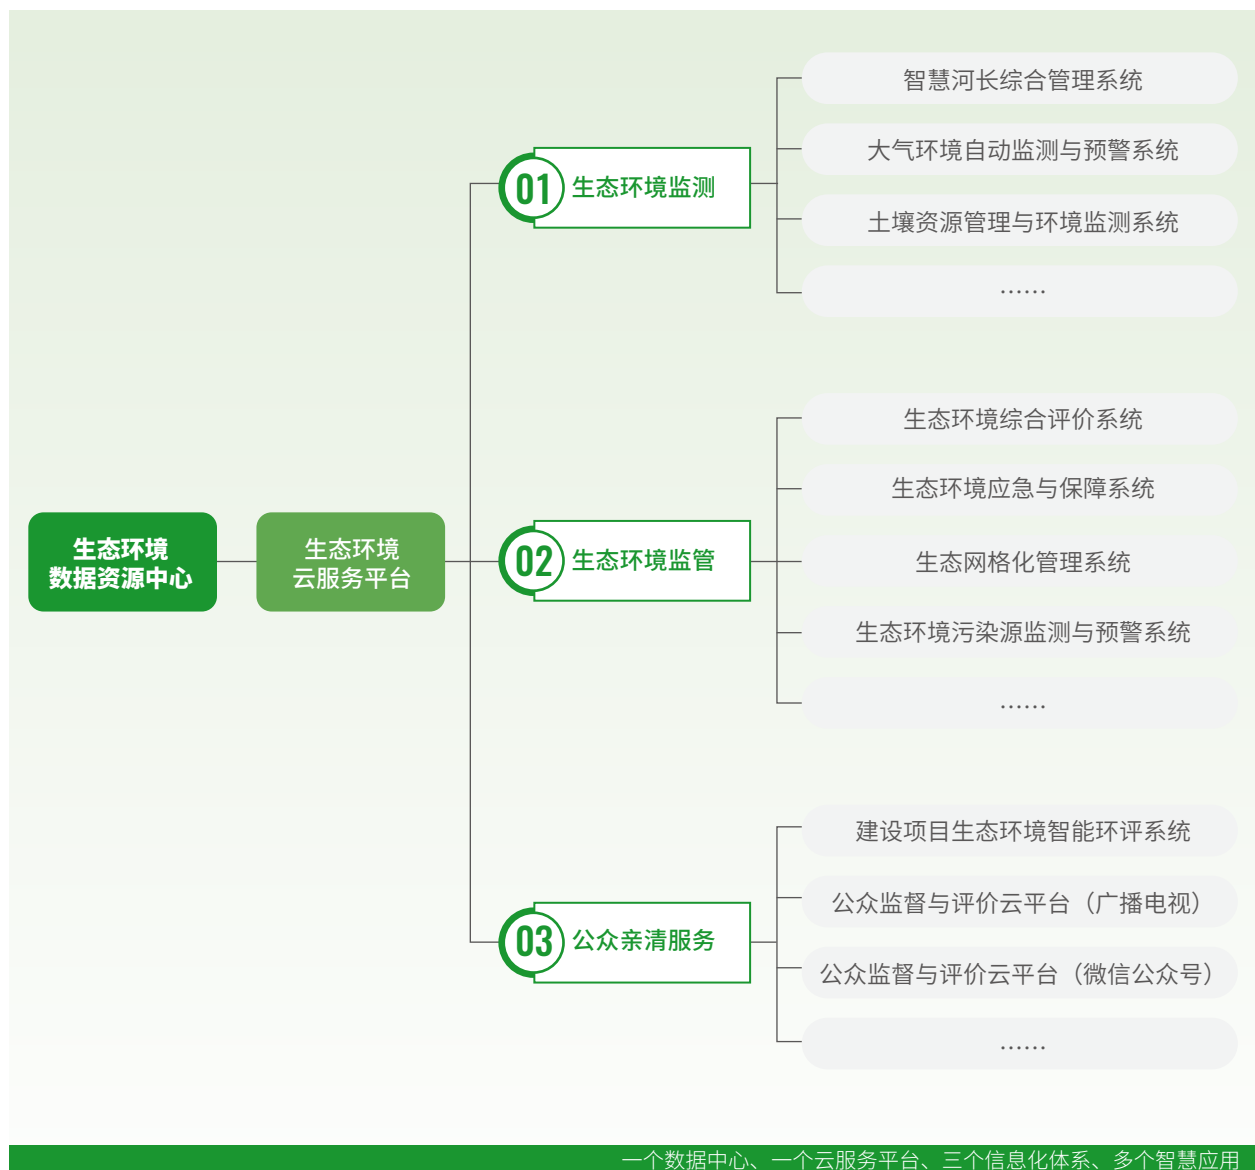 生态环境
数据资源中心
生态环境
云服务平台
01 生态环境监测
智慧河长综合管理系统
大气环境自动监测与预警系统
土壤资源管理与环境监测系统
……
02 生态环境监管
生态环境综合评价系统
生态环境应急与保障系统
生态网格化管理系统
生态环境污染源监测与预警系统
……
03 公众亲清服务
建设项目生态环境智能环评系统
公众监督与评价云平台（广播电视）
公众监督与评价云平台（微信公众号）
……
一个数据中心、一个云服务平台、三个信息化体系、多个智慧应用